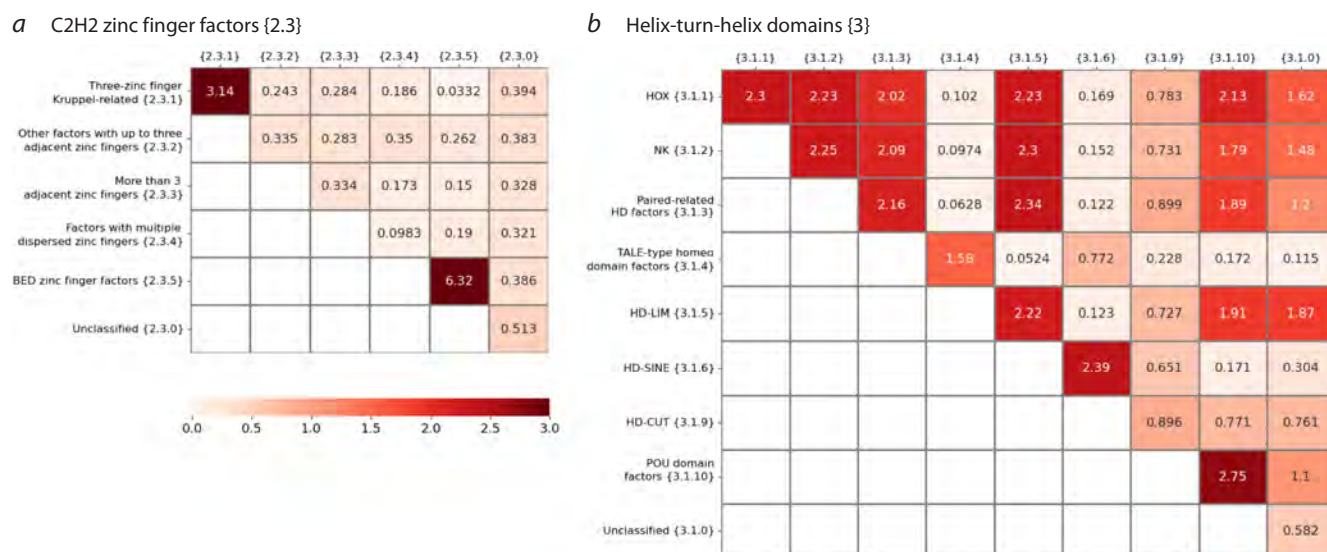 a C2H2 zinc finger factors {2.3}
{2.3.1} {2.3.2} {2.3.3} {2.3.4} {2.3.5} {2.3.0}
Three-zinc finger
Kruppel-related {2.3.1}
3.14 0.243 0.284 0.186 0.0332 0.394
Other factors with up to three
adjacent zinc fingers {2.3.2}
0.335 0.283 0.35 0.262 0.383
More than 3
adjacent zinc fingers {2.3.3}
0.334 0.173 0.15 0.328
Factors with multiple
dispersed zinc fingers {2.3.4}
0.0983 0.19 0.321
BED zinc finger factors {2.3.5}
6.32 0.386
Unclassified {2.3.0}
0.513
0.0 0.5 1.0 1.5 2.0 2.5 3.0
b Helix-turn-helix domains {3}
{3.1.1} {3.1.2} {3.1.3} {3.1.4} {3.1.5} {3.1.6} {3.1.9} {3.1.10} {3.1.0}
HOX {3.1.1}
2.3 2.23 2.02 0.102 2.23 0.169 0.783 2.13 1.62
NK {3.1.2}
2.25 2.09 0.0974 2.3 0.152 0.731 1.79 1.48
Paired-related
HD factors {3.1.3}
2.16 0.0628 2.34 0.122 0.899 1.89 1.2
TALE-type homeo
domain factors {3.1.4}
1.58 0.0524 0.772 0.228 0.172 0.115
HD-LIM {3.1.5}
2.22 0.123 0.727 1.91 1.87
HD-SINE {3.1.6}
2.39 0.651 0.171 0.304
HD-CUT {3.1.9}
0.896 0.771 0.761
POU domain
factors {3.1.10}
2.75 1.1
Unclassified {3.1.0}
0.582